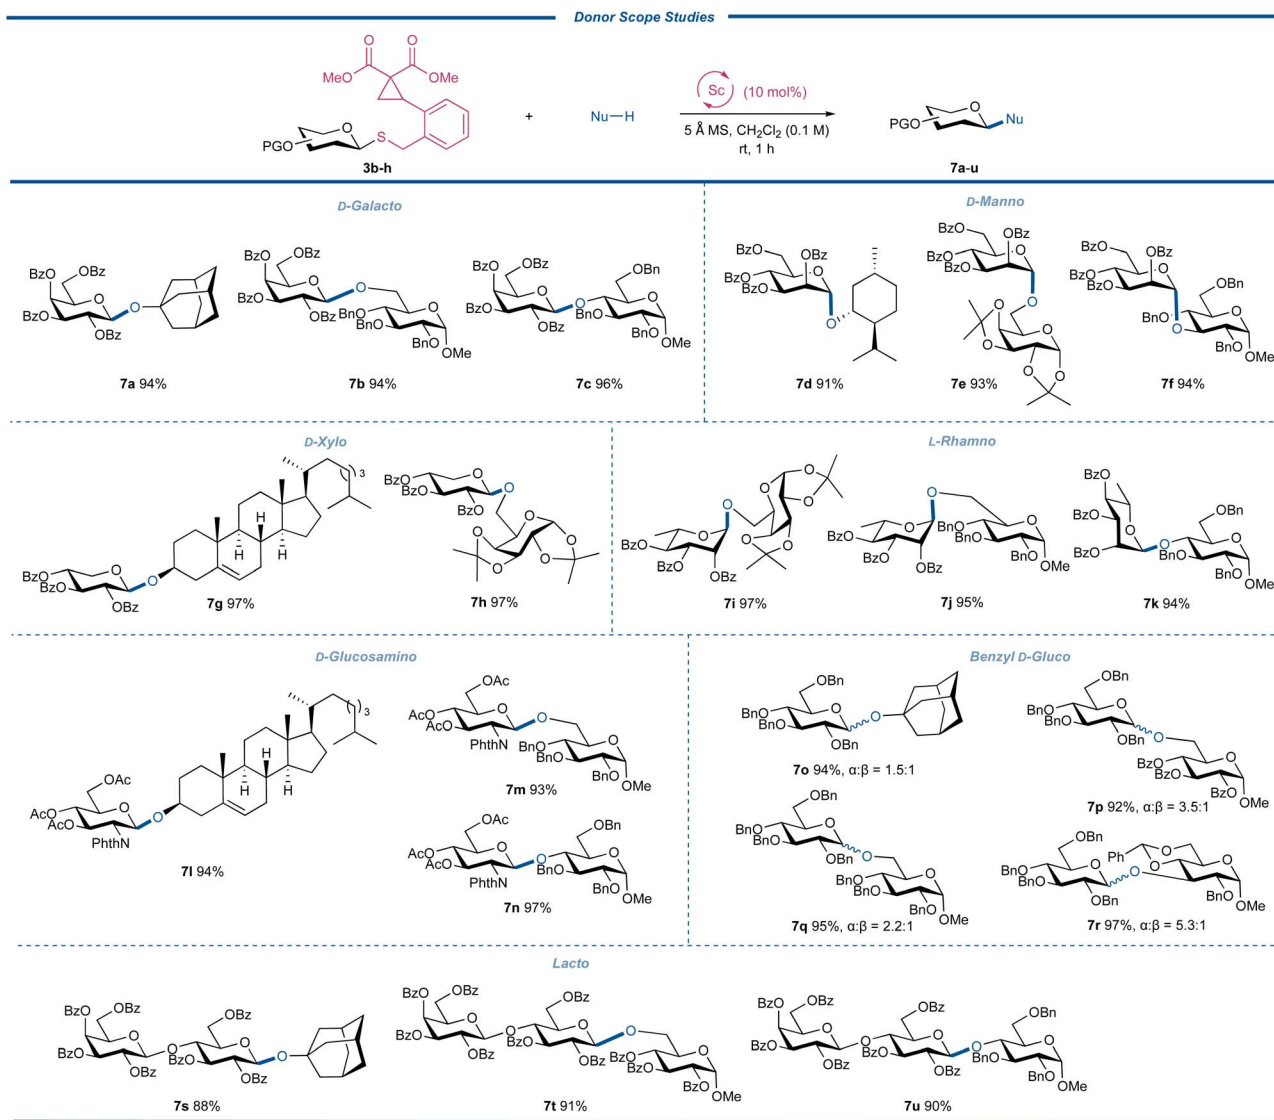 Donor Scope Studies
O O
MeO OMe
O S PGO
3b-h
+
Nu—H
Sc (10 mol%)
5 Å MS, CH2Cl2 (0.1 M)
rt, 1 h
PGO O Nu
7a-u
D-Galacto
OBz OBz O O BzO OBz
7a 94%
OBz OBz O O BzO OBz O BnO BnO BnO OMe
7b 94%
OBz OBz O O BzO OBz OBn O BnO BnO OMe
7c 96%
D-Manno
BzO OBz BzO BzO O O
7d 91%
BzO OBz BzO BzO O O O O O O O
7e 93%
BzO OBz BzO BzO O O OBn O BnO BnO OMe
7f 94%
D-Xylo
3
H H H
BzO BzO O O OBz
7g 97%
BzO BzO O O OBz O O O O O
7h 97%
L-Rhamno
O O O O O O O BzO BzO OBz
7i 97%
O O BzO BzO OBz BnO BnO O BnO OMe
7j 95%
BzO O BzO OBz O OBn O BnO BnO OMe
7k 94%
D-Glucosamino
3
H H H
OAc AcO AcO O O PhthN
7l 94%
OAc AcO AcO O O PhthN BnO BnO O BnO OMe
7m 93%
OAc AcO AcO O O PhthN OBn O BnO BnO OMe
7n 97%
Benzyl D-Gluco
OBn BnO BnO O O OBn
7o 94%, α:β = 1.5:1
OBn BnO BnO O OBn O BzO BzO O BzO OMe
7p 92%, α:β = 3.5:1
OBn BnO BnO O OBn O BnO BnO O BnO OMe
7q 95%, α:β = 2.2:1
OBn BnO BnO O OBn O Ph O O O BnO OMe
7r 97%, α:β = 5.3:1
Lacto
OBz OBz O BzO OBz O OBz O BzO OBz O
7s 88%
OBz OBz O BzO OBz O OBz O BzO OBz O BzO BzO O BzO OMe
7t 91%
OBz OBz O BzO OBz O OBz O BzO OBz O OBn O BnO BnO OMe
7u 90%